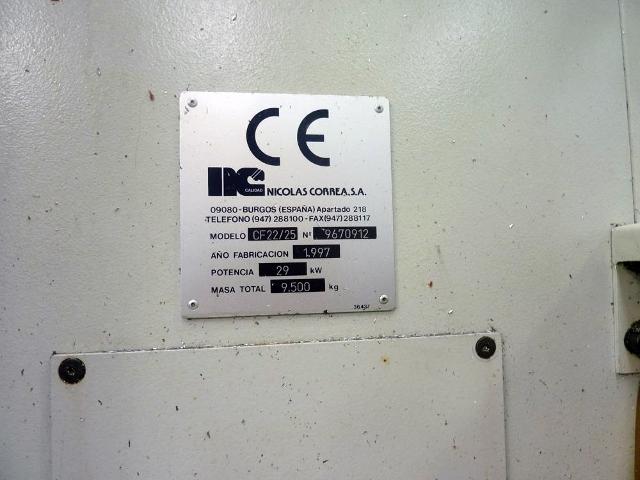 CE
NC
CALIDAD NICOLAS CORREA, S.A.
09080 - BURGOS (ESPAÑA) Apartado 218
TELEFONO (947) 288100 - FAX (947) 288117
MODELO CF22/25 Nº 9670912
AÑO FABRICACION 1.997
POTENCIA 29 kW
MASA TOTAL 9.500 kg